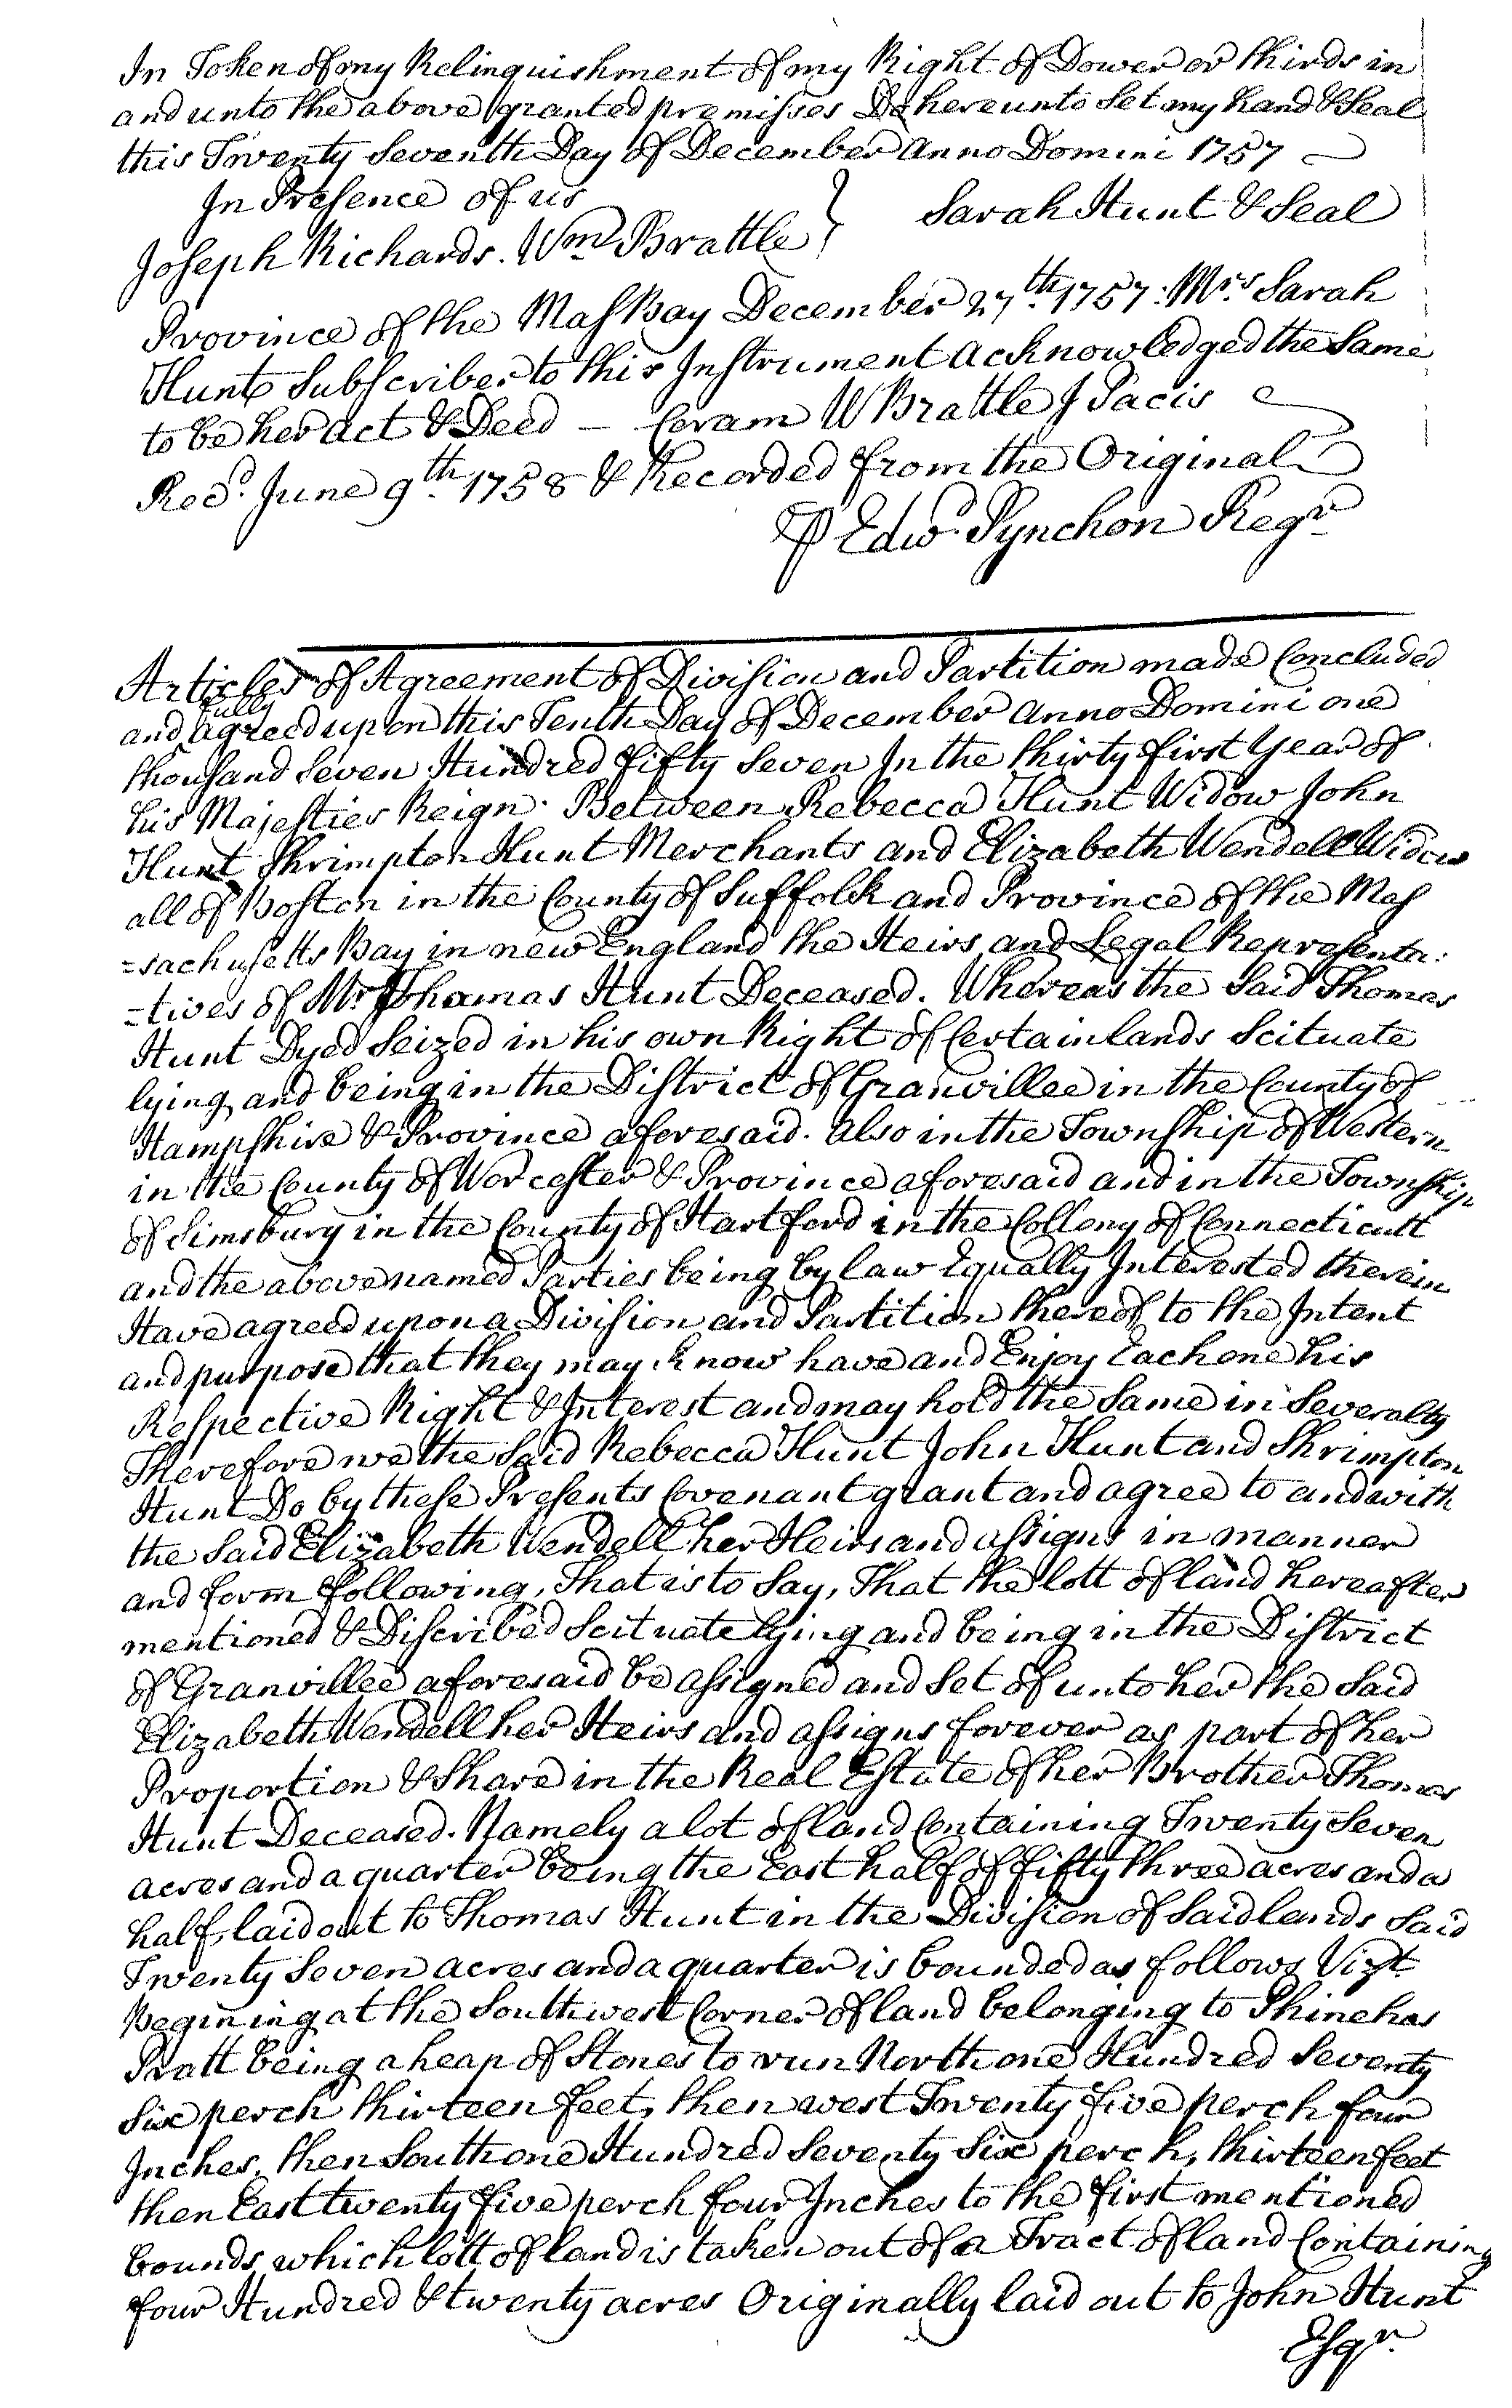 In Token of my Relinquishment of my Right of Dower or thirds in
and unto the above granted premisses Do hereunto Set my hand & Seal
this Twenty Seventh Day of December Anno Domini 1757
In Presence of us
Joseph Richards. Wm Brattle } Sarah Hunt & Seal
Province of the Mas Bay December 27th 1757. Mrs Sarah
Hunt Subscriber to this Instrument acknowledged the Same
to be her act & Deed — Coram W Brattle J Pacis
Recd. June 9th 1758 & Recorded from the Original
⅌ Edwd Pynchon Regr
Articles of Agreement of Division and Partition made Concluded
and fully agreed upon this Tenth Day of December Anno Domini one
thousand Seven Hundred fifty Seven In the thirty first Year of
his Majesties Reign. Between Rebecca Hunt Widow John
Hunt Shrimpton Hunt Merchants and Elizabeth Wendell Widow
all of Boston in the County of Suffolk and Province of the Mas
=sachusetts Bay in new England the Heirs and Legal Representa:
=tives of Mr Thomas Hunt Deceased. Whereas the Said Thomas
Hunt Dyed Seized in his own Right of Certain lands Scituate
lying and being in the District of Granvillee in the County of
Hampshire & Province aforesaid. also in the Township of Western
in the County of Worcester & Province aforesaid and in the Township
of Simsbury in the County of Hartford in the Collony of Connecticutt
and the above named Parties being by law Equally Interested therein
Have agreed upon a Division and Partition thereof to the Intent
and purpose that they may know have and Enjoy Each one his
Respective Right & Interest and may hold the Same in Severalty
Therefore we the Said Rebecca Hunt John Hunt and Shrimpton
Hunt Do by these Presents Covenant grant and agree to and with
the Said Elizabeth Wendell her Heirs and assigns in manner
and form following, That is to Say, That the lott of land hereafter
mentioned & Discribed Scituate lying and being in the District
of Granvillee aforesaid be assigned and Set of unto her the Said
Elizabeth Wendell her Heirs and assigns forever as part of her
Proportion & Share in the Real Estate of her Brother Thomas
Hunt Deceased. Namely a lot of land Containing Twenty Seven
acres and a quarter being the East half of fifty three acres and a
half, laid out to Thomas Hunt in the Division of Said lands Said
Twenty Seven acres and a quarter is bounded as follows Vizt.
Begining at the Southwest Corner of land belonging to Phinehas
Pratt being a heap of Stones to run North one Hundred Seventy
Six perch thirteen feet, then west Twenty five perch four
Inches, then South one Hundred Seventy Six perch, thirteen feet
then East twenty five perch four Inches to the first mentioned
bounds, which lott of land is taken out of a Tract of land Containing
four Hundred & twenty acres Originally laid out to John Hunt
Esqr.